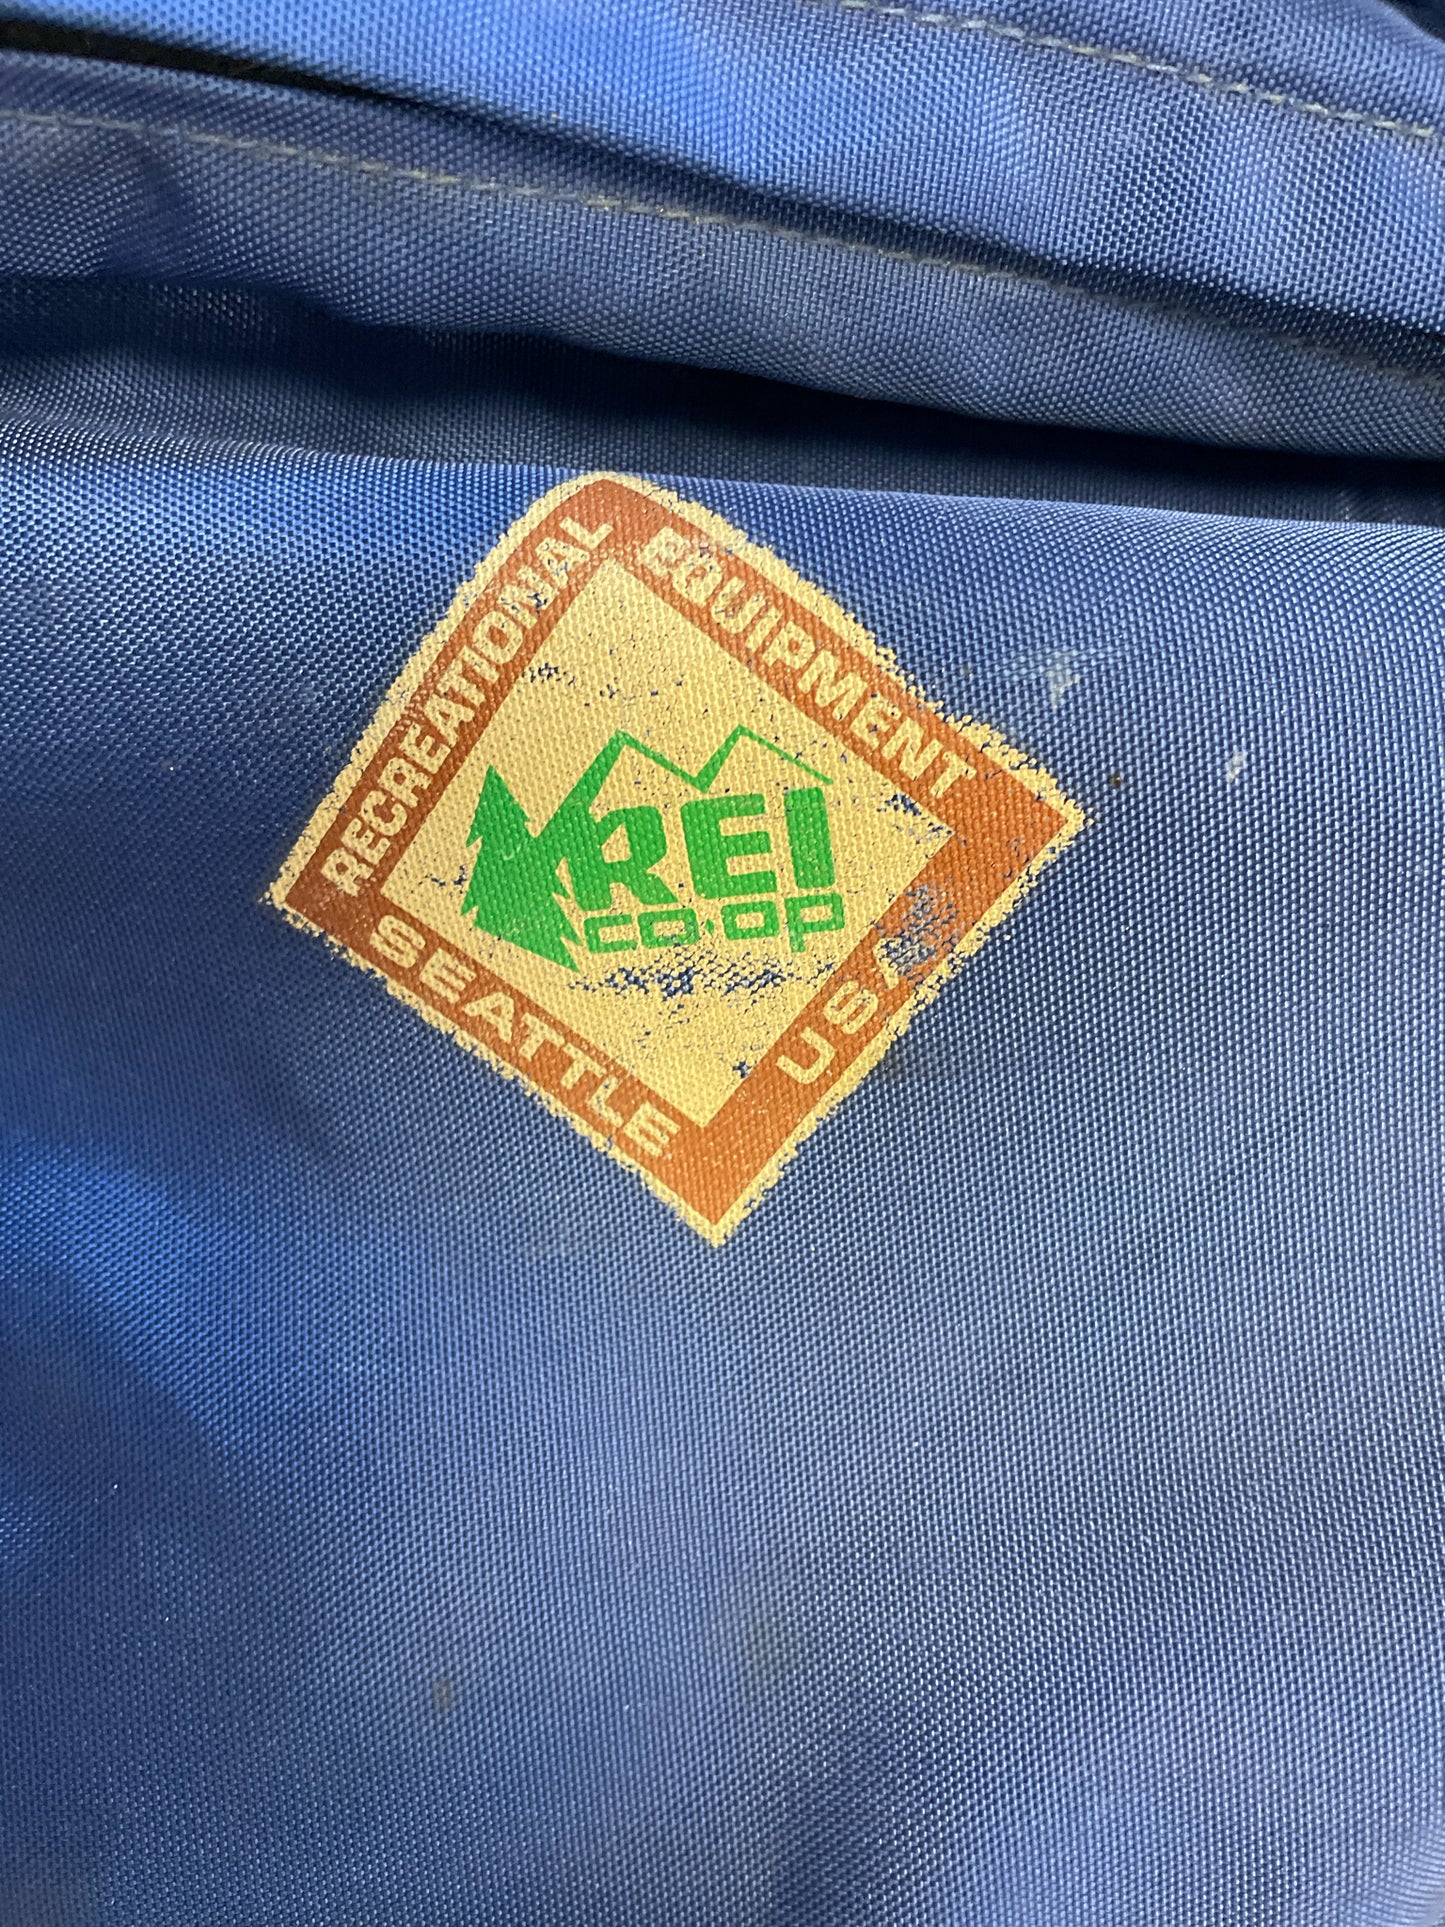 RECREATIONAL
EQUIPMENT
REI
CO-OP
SEATTLE
USA